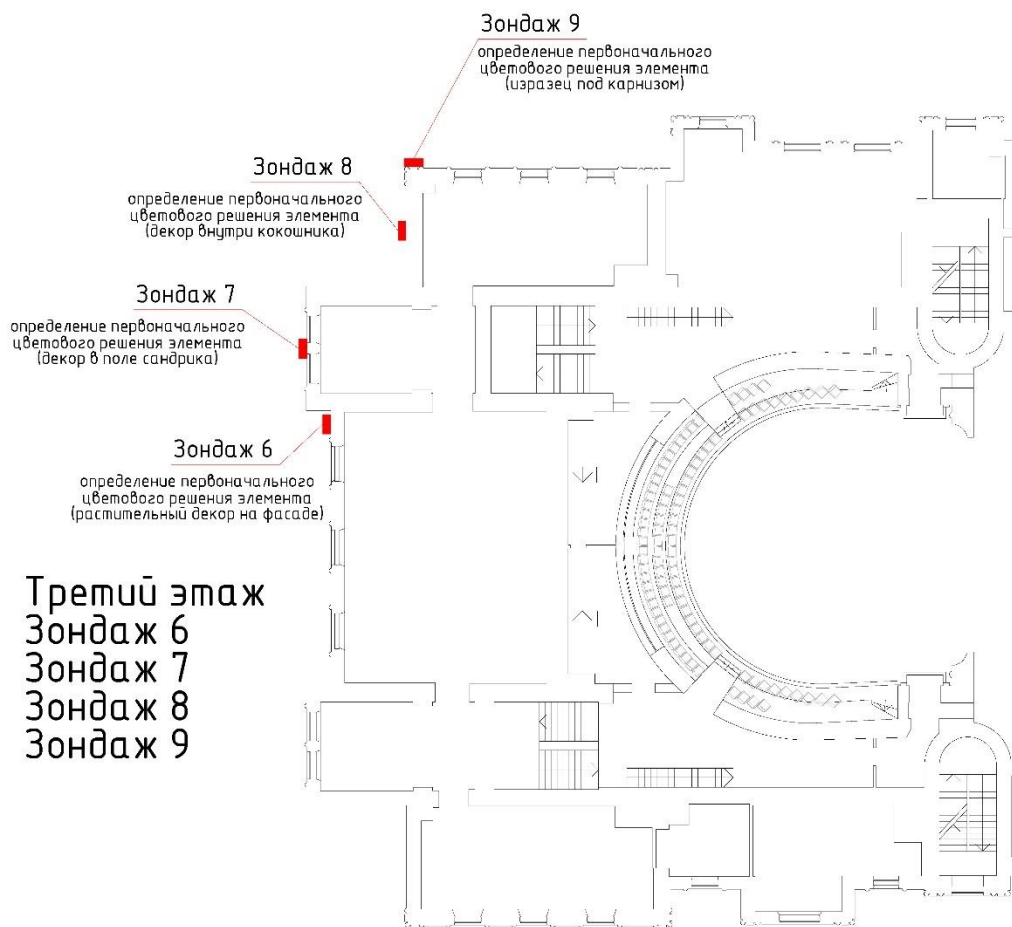 Зондаж 9
определение первоначального
цветового решения элемента
(изразец под карнизом)
Зондаж 8
определение первоначального
цветового решения элемента
(декор внутри кокошника)
Зондаж 7
определение первоначального
цветового решения элемента
(декор в поле сандрика)
Зондаж 6
определение первоначального
цветового решения элемента
(растительный декор на фасаде)
Третий этаж
Зондаж 6
Зондаж 7
Зондаж 8
Зондаж 9